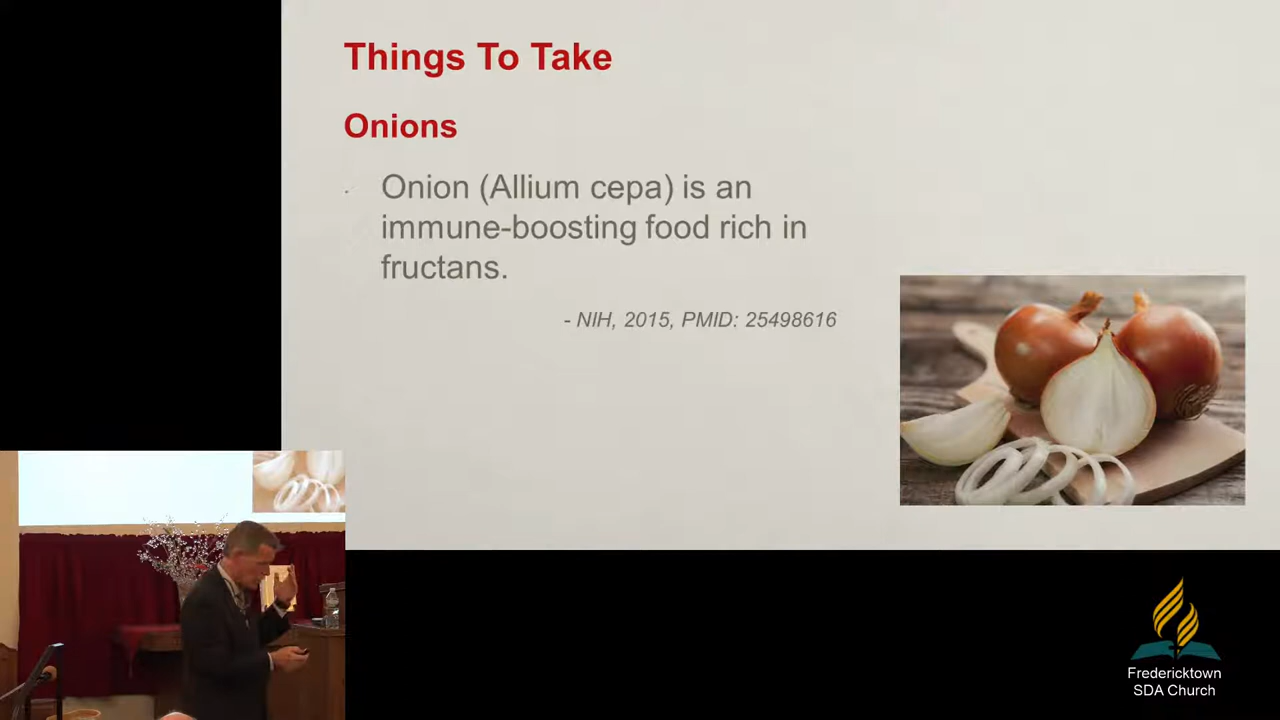 Things To Take
Onions
Onion (Allium cepa) is an
immune-boosting food rich in
fructans.
- NIH, 2015, PMID: 25498616
Fredericktown
SDA Church